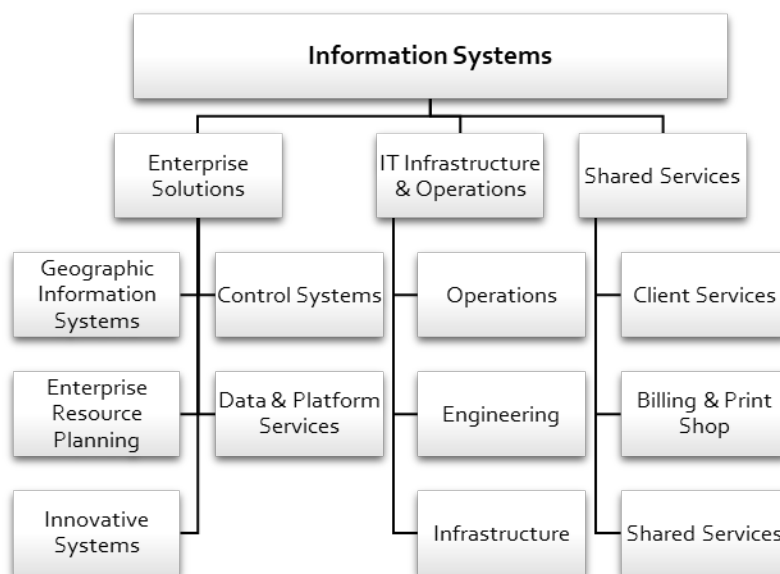 Information Systems
Enterprise
Solutions
IT Infrastructure
& Operations
Shared Services
Geographic
Information
Systems
Control Systems
Operations
Client Services
Enterprise
Resource
Planning
Data & Platform
Services
Engineering
Billing & Print
Shop
Innovative
Systems
Infrastructure
Shared Services